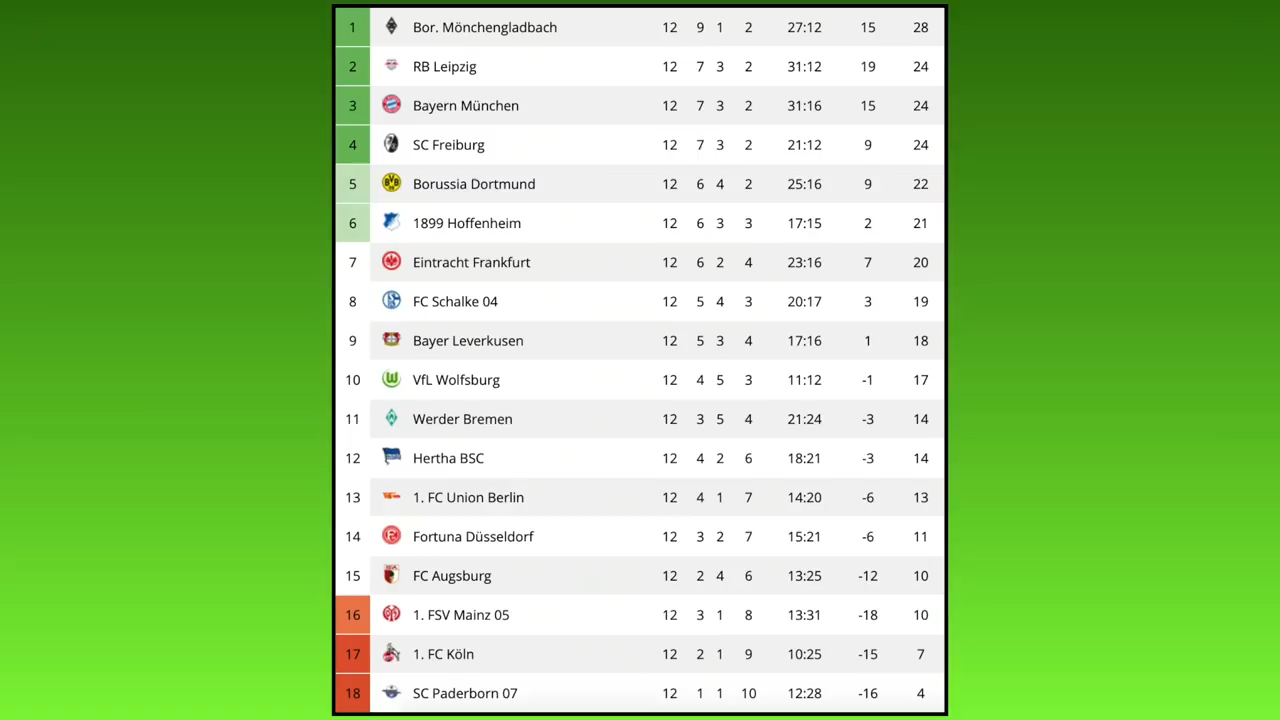 1 Bor. Mönchengladbach 12 9 1 2 27:12 15 28
2 RB Leipzig 12 7 3 2 31:12 19 24
3 Bayern München 12 7 3 2 31:16 15 24
4 SC Freiburg 12 7 3 2 21:12 9 24
5 Borussia Dortmund 12 6 4 2 25:16 9 22
6 1899 Hoffenheim 12 6 3 3 17:15 2 21
7 Eintracht Frankfurt 12 6 2 4 23:16 7 20
8 FC Schalke 04 12 5 4 3 20:17 3 19
9 Bayer Leverkusen 12 5 3 4 17:16 1 18
10 VfL Wolfsburg 12 4 5 3 11:12 -1 17
11 Werder Bremen 12 3 5 4 21:24 -3 14
12 Hertha BSC 12 4 2 6 18:21 -3 14
13 1. FC Union Berlin 12 4 1 7 14:20 -6 13
14 Fortuna Düsseldorf 12 3 2 7 15:21 -6 11
15 FC Augsburg 12 2 4 6 13:25 -12 10
16 1. FSV Mainz 05 12 3 1 8 13:31 -18 10
17 1. FC Köln 12 2 1 9 10:25 -15 7
18 SC Paderborn 07 12 1 1 10 12:28 -16 4